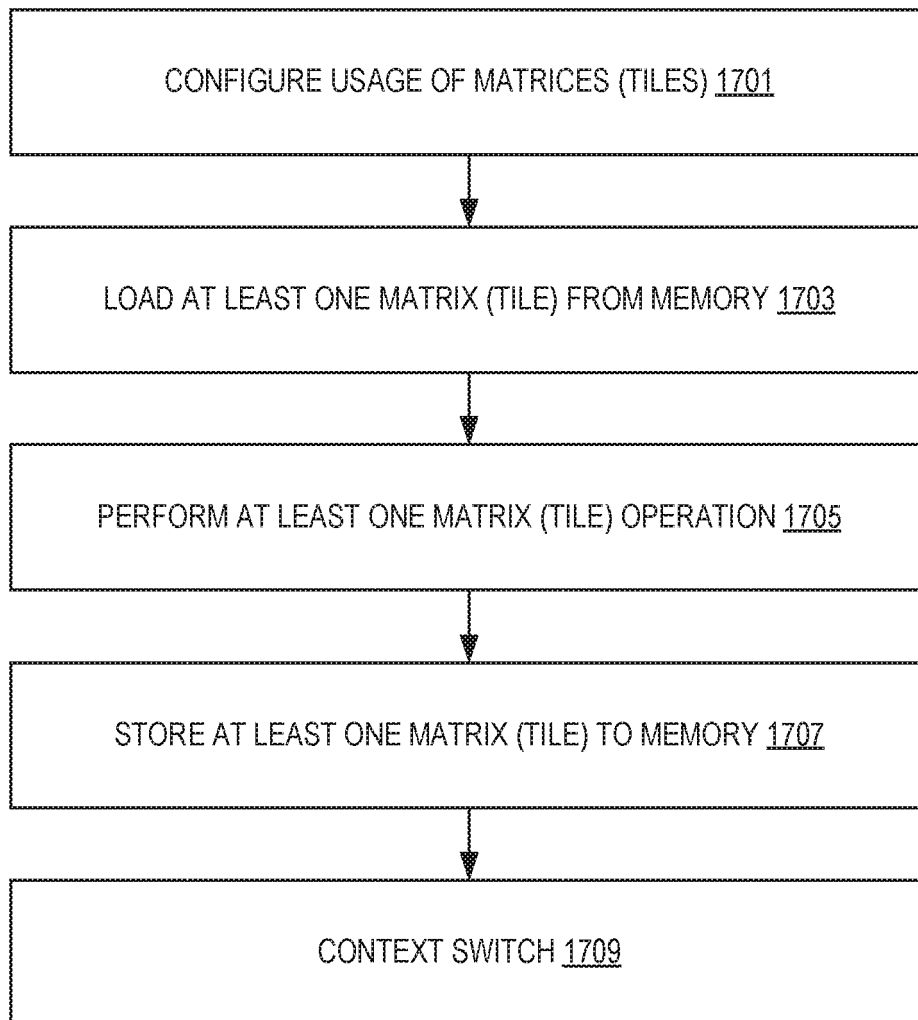 CONFIGURE USAGE OF MATRICES (TILES) 1701
LOAD AT LEAST ONE MATRIX (TILE) FROM MEMORY 1703
PERFORM AT LEAST ONE MATRIX (TILE) OPERATION 1705
STORE AT LEAST ONE MATRIX (TILE) TO MEMORY 1707
CONTEXT SWITCH 1709